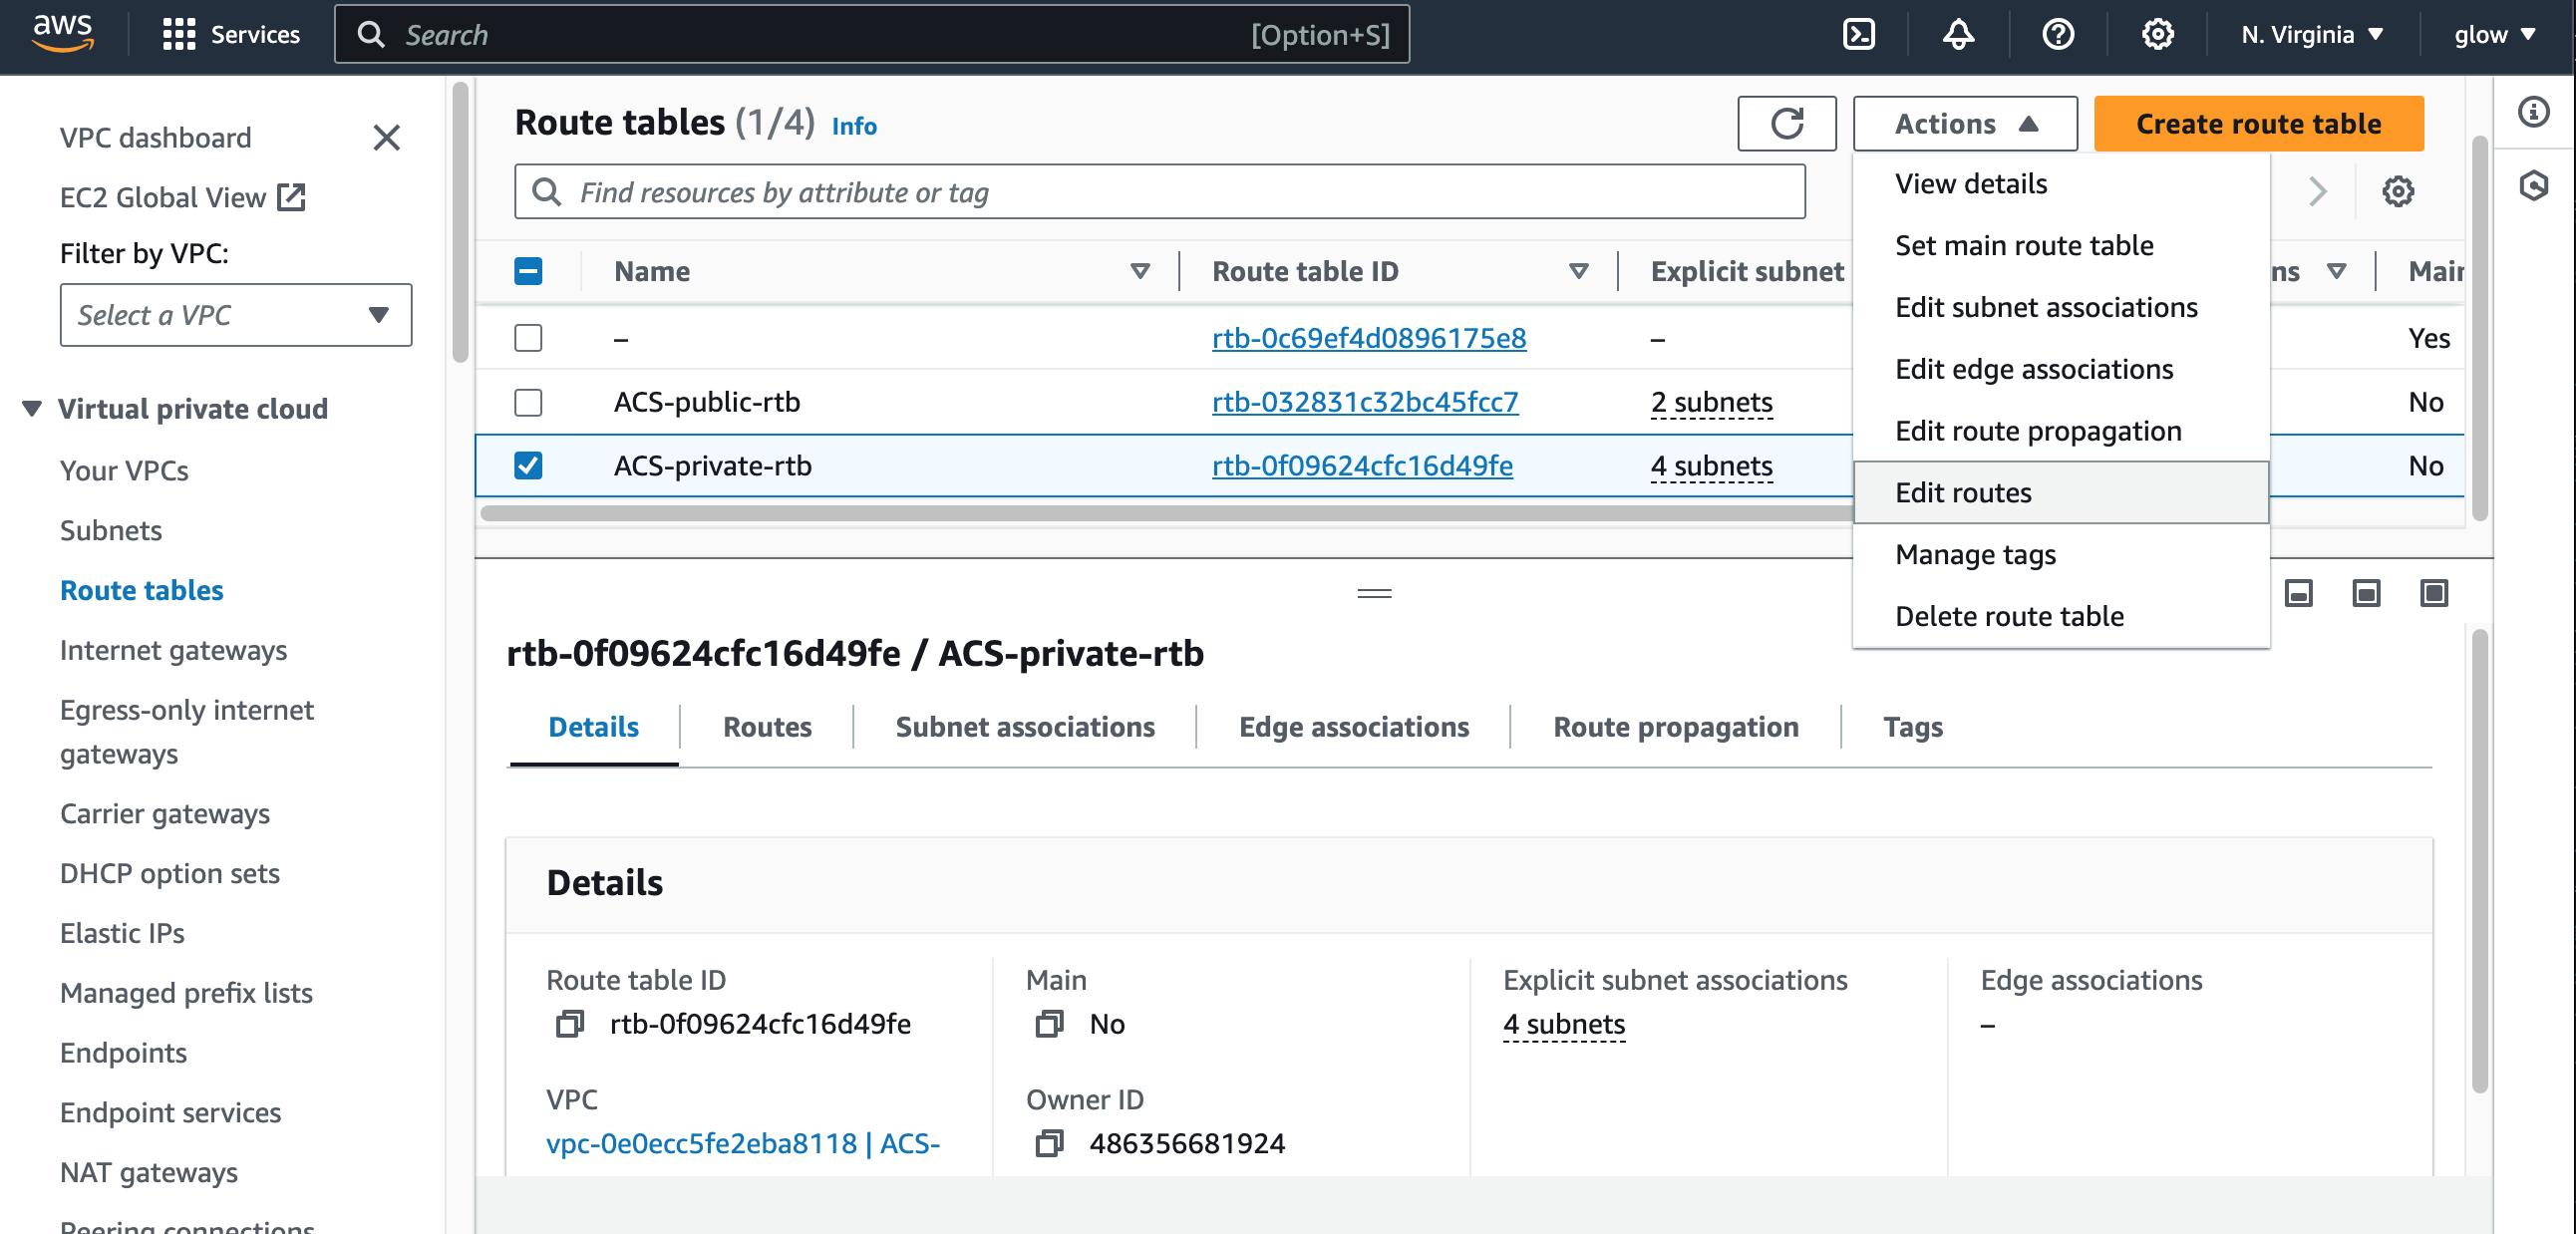 aws
Services
Search
[Option+S]
N. Virginia
glow
VPC dashboard
EC2 Global View
Filter by VPC:
Select a VPC
Virtual private cloud
Your VPCs
Subnets
Route tables
Internet gateways
Egress-only internet
gateways
Carrier gateways
DHCP option sets
Elastic IPs
Managed prefix lists
Endpoints
Endpoint services
NAT gateways
Peering connections
Route tables (1/4) Info
Actions
Create route table
Find resources by attribute or tag
Name
Route table ID
Explicit subnet
ns
Main
– rtb-0c69ef4d0896175e8 – Yes
ACS-public-rtb rtb-032831c32bc45fcc7 2 subnets No
ACS-private-rtb rtb-0f09624cfc16d49fe 4 subnets No
View details
Set main route table
Edit subnet associations
Edit edge associations
Edit route propagation
Edit routes
Manage tags
Delete route table
rtb-0f09624cfc16d49fe / ACS-private-rtb
Details
Routes
Subnet associations
Edge associations
Route propagation
Tags
Details
Route table ID
rtb-0f09624cfc16d49fe
Main
No
Explicit subnet associations
4 subnets
Edge associations
–
VPC
vpc-0e0ecc5fe2eba8118 | ACS-
Owner ID
486356681924